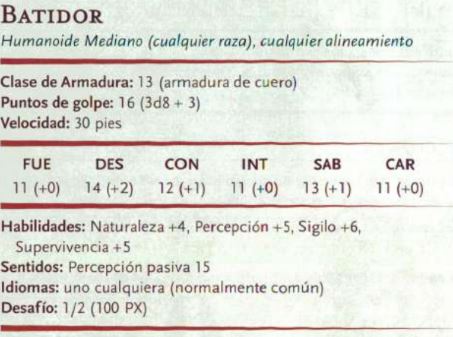 BATIDOR
Humanoide Mediano (cualquier raza), cualquier alineamiento
Clase de Armadura: 13 (armadura de cuero)
Puntos de golpe: 16 (3d8 + 3)
Velocidad: 30 pies
FUE DES CON INT SAB CAR
11 (+0) 14 (+2) 12 (+1) 11 (+0) 13 (+1) 11 (+0)
Habilidades: Naturaleza +4, Percepción +5, Sigilo +6,
Supervivencia +5
Sentidos: Percepción pasiva 15
Idiomas: uno cualquiera (normalmente común)
Desafío: 1/2 (100 PX)